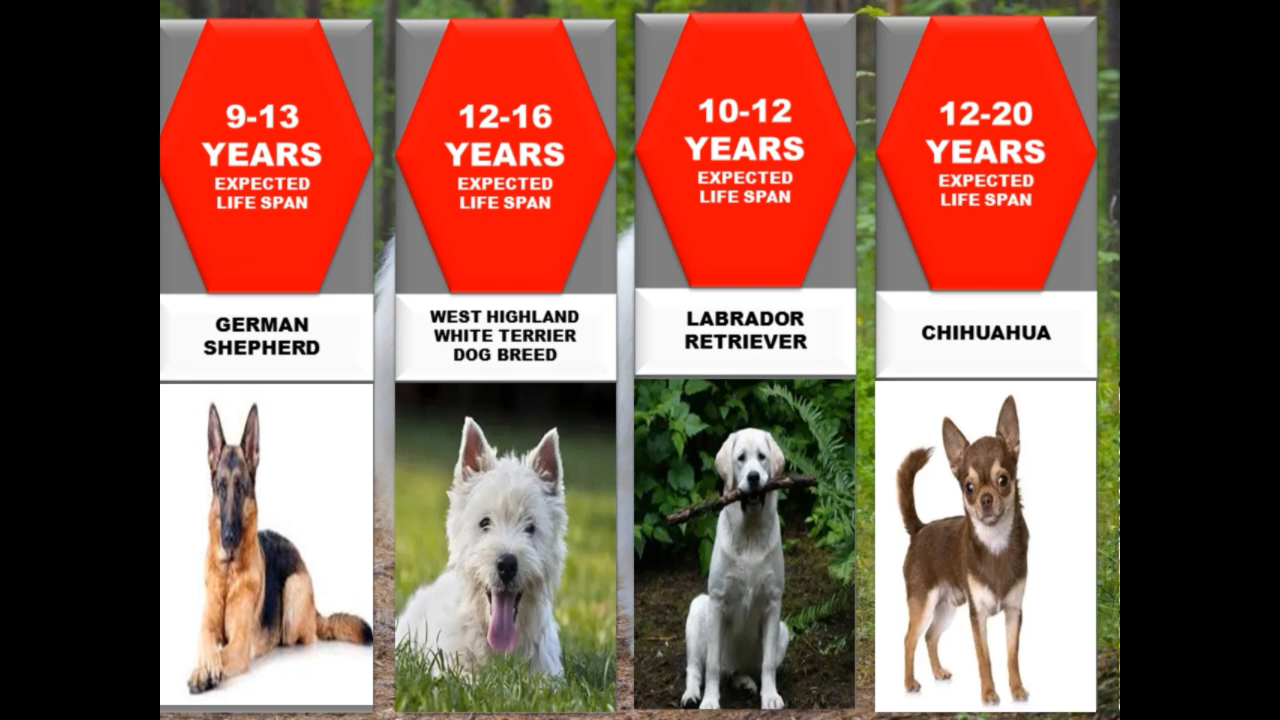 9-13
YEARS
EXPECTED
LIFE SPAN
GERMAN
SHEPHERD
12-16
YEARS
EXPECTED
LIFE SPAN
WEST HIGHLAND
WHITE TERRIER
DOG BREED
10-12
YEARS
EXPECTED
LIFE SPAN
LABRADOR
RETRIEVER
12-20
YEARS
EXPECTED
LIFE SPAN
CHIHUAHUA